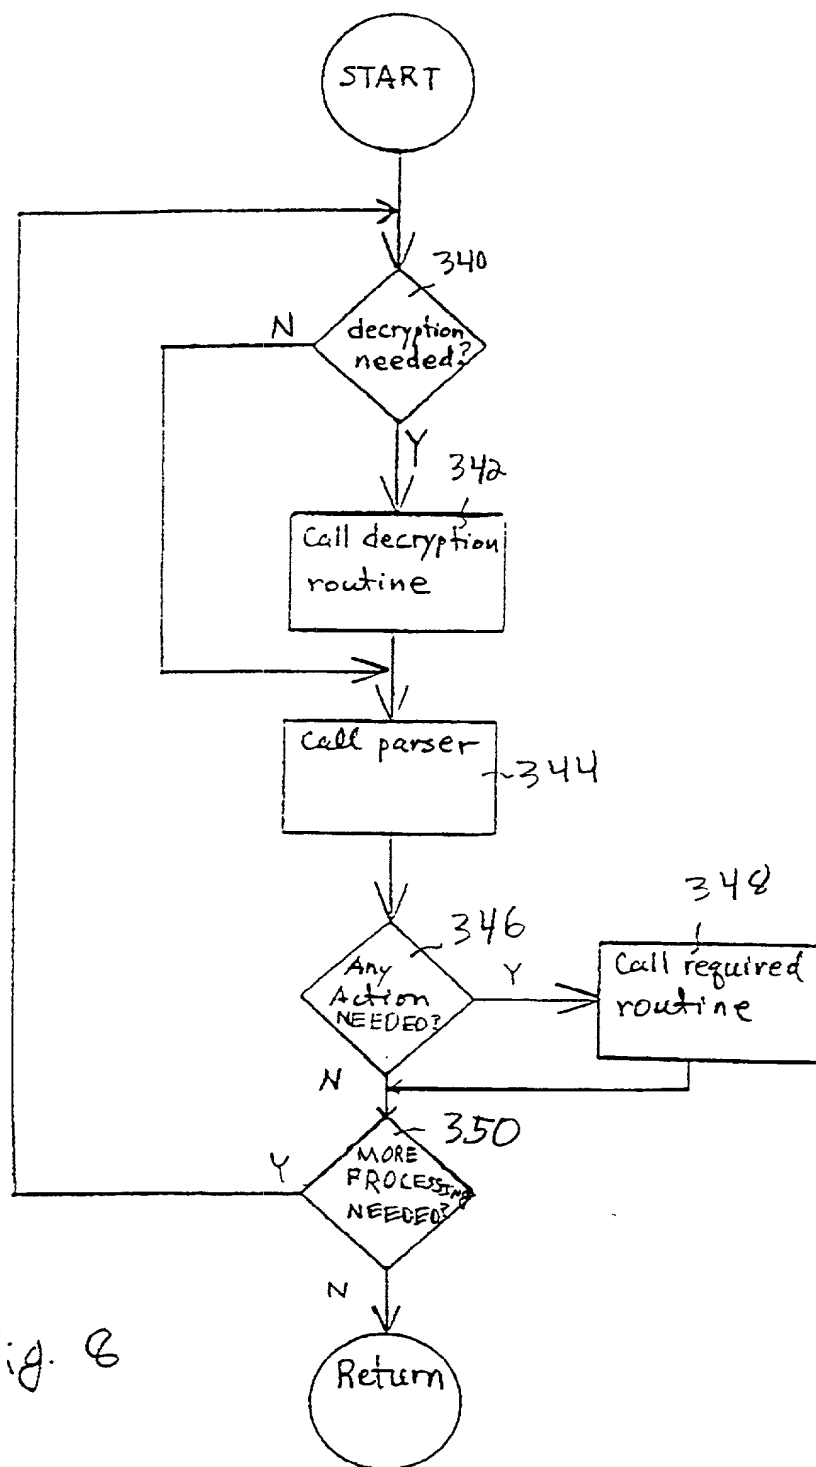 START
340
N
decryption
needed?
Y
342
Call decryption
routine
Call parser
344
346
Any
Action
NEEDED?
Y
348
Call required
routine
N
350
MORE
PROCESSING
NEEDED?
Y
N
Return
ig. 8